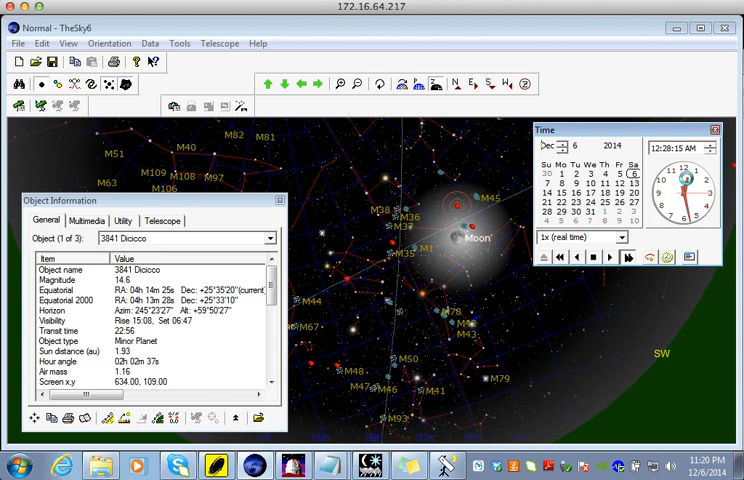 172.16.64.217
Normal - TheSky6
File Edit View Orientation Data Tools Telescope Help
Time
Dec 6 2014
12:28:15 AM
Su Mo Tu We Th Fr Sa
30 1 2 3 4 5 6
7 8 9 10 11 12 13
14 15 16 17 18 19 20
21 22 23 24 25 26 27
28 29 30 31 1 2 3
4 5 6 7 8 9 10
1x (real time)
M82
M81
M51
M40
M109
M108
M97
M63
M106
Object Information
General Multimedia Utility Telescope
Object (1 of 3): 3841 Dicicco
Item Value
Object name 3841 Dicicco
Magnitude 14.6
Equatorial RA: 04h 14m 25s Dec: +25°35'20"(current
Equatorial 2000 RA: 04h 13m 28s Dec: +25°33'10"
Horizon Azim: 245°23'27" Alt: +59°50'27"
Visibility Rise 15:08, Set 06:47
Transit time 22:56
Object type Minor Planet
Sun distance (au) 1.93
Hour angle 02h 02m 37s
Air mass 1.16
Screen x,y 634.00, 109.00
M45
M38
M36
M37
Moon
M1
M35
M44
M78
M67
M43
SW
M50
M48
M79
M47
M46
M41
M93
11:20 PM
12/6/2014